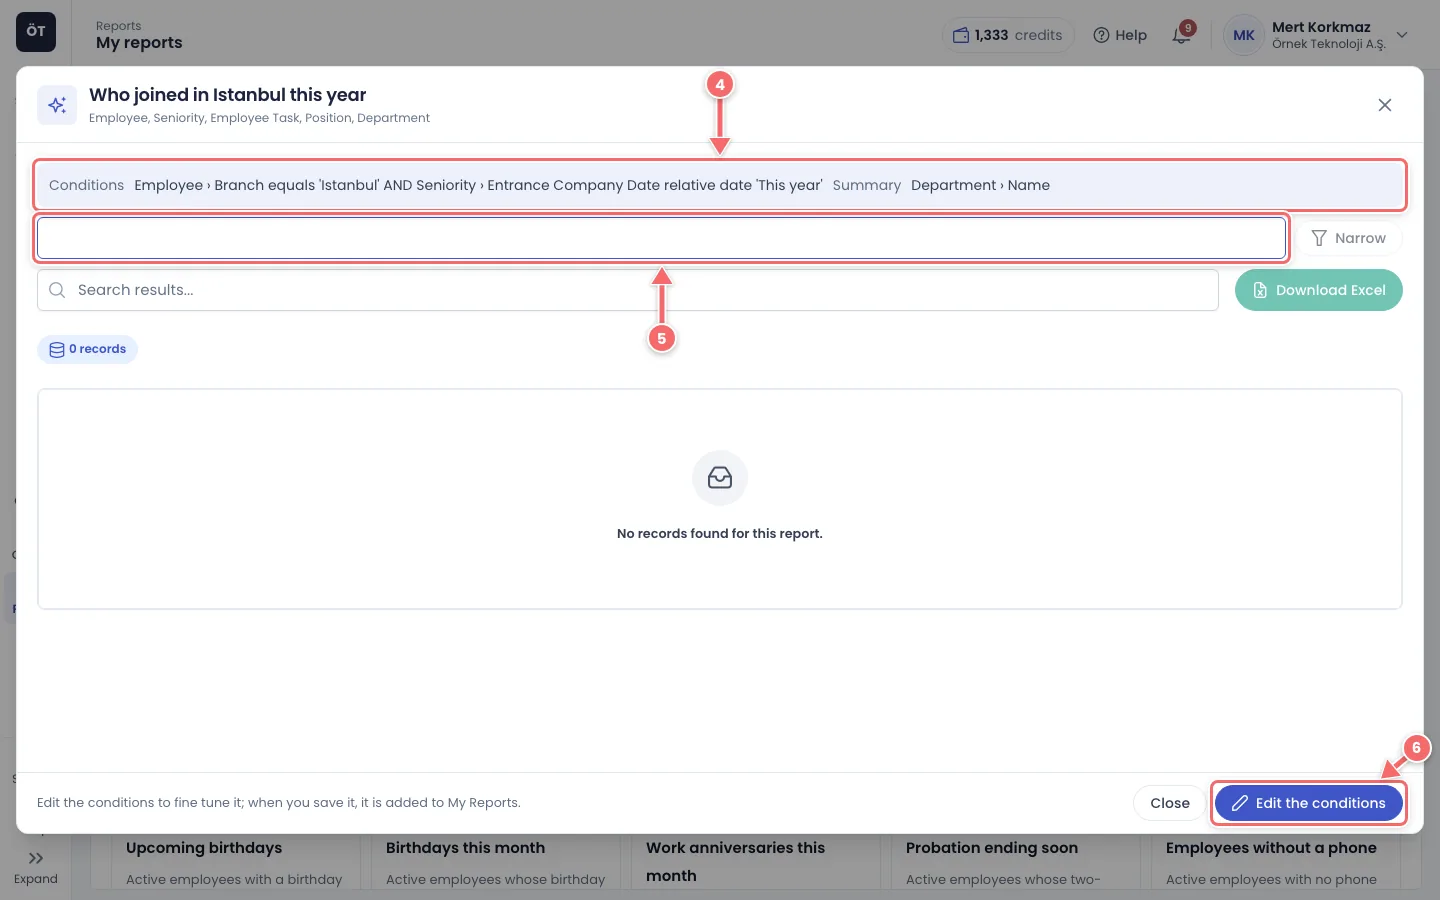 ÖT
Reports
My reports
1,333 credits
Help
9
MK
Mert Korkmaz
Örnek Teknoloji A.Ş.
Who joined in Istanbul this year
Employee, Seniority, Employee Task, Position, Department
4
Conditions Employee › Branch equals 'Istanbul' AND Seniority › Entrance Company Date relative date 'This year' Summary Department › Name
Narrow
Search results...
Download Excel
5
0 records
No records found for this report.
6
Edit the conditions to fine tune it; when you save it, it is added to My Reports.
Close
Edit the conditions
Expand
Upcoming birthdays
Active employees with a birthday
Birthdays this month
Active employees whose birthday
Work anniversaries this
month
Probation ending soon
Active employees whose two-
Employees without a phone
Active employees with no phone